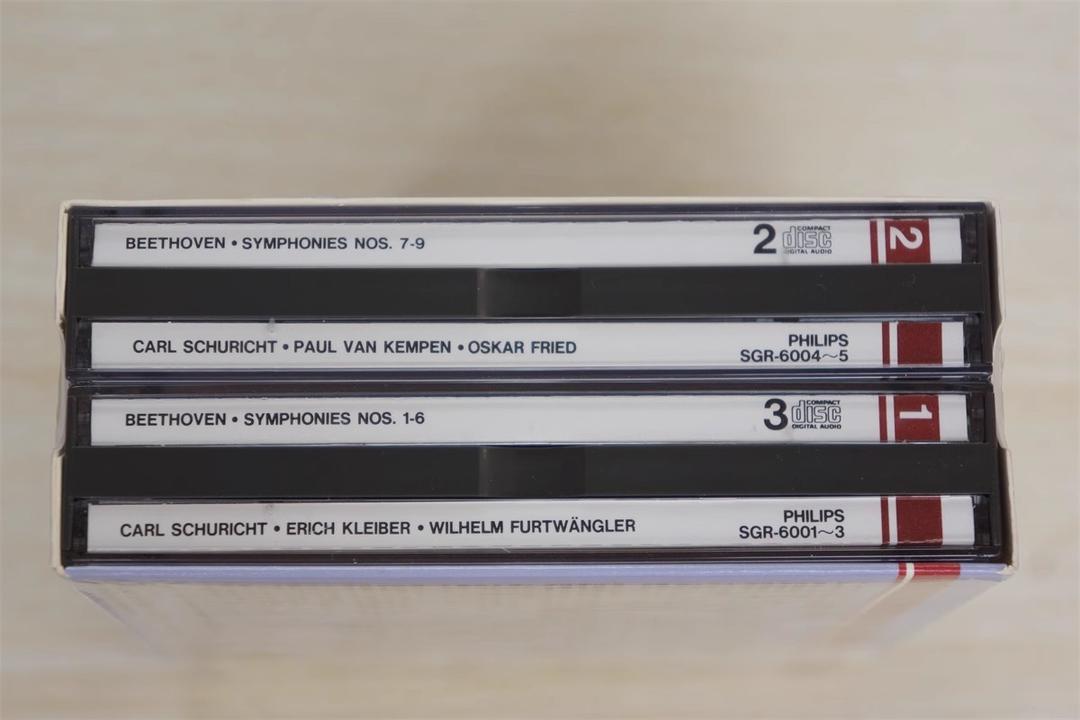 BEETHOVEN • SYMPHONIES NOS. 7-9 2 COMPACT disc DIGITAL AUDIO 2
CARL SCHURICHT • PAUL VAN KEMPEN • OSKAR FRIED PHILIPS
SGR-6004〜5
BEETHOVEN • SYMPHONIES NOS. 1-6 3 COMPACT disc DIGITAL AUDIO 1
CARL SCHURICHT • ERICH KLEIBER • WILHELM FURTWÄNGLER PHILIPS
SGR-6001〜3